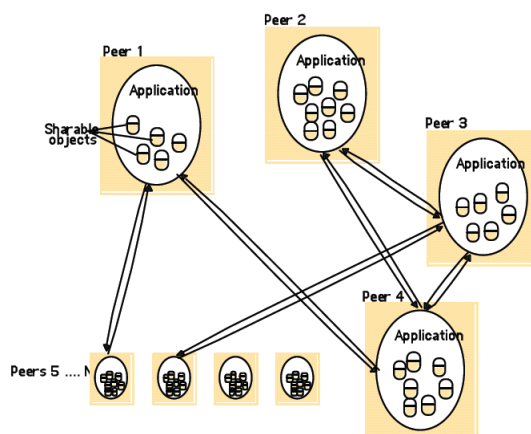 Peer 1
Application
Sharable
objects
Peer 2
Application
Peer 3
Application
Peer 4
Application
Peers 5 ....